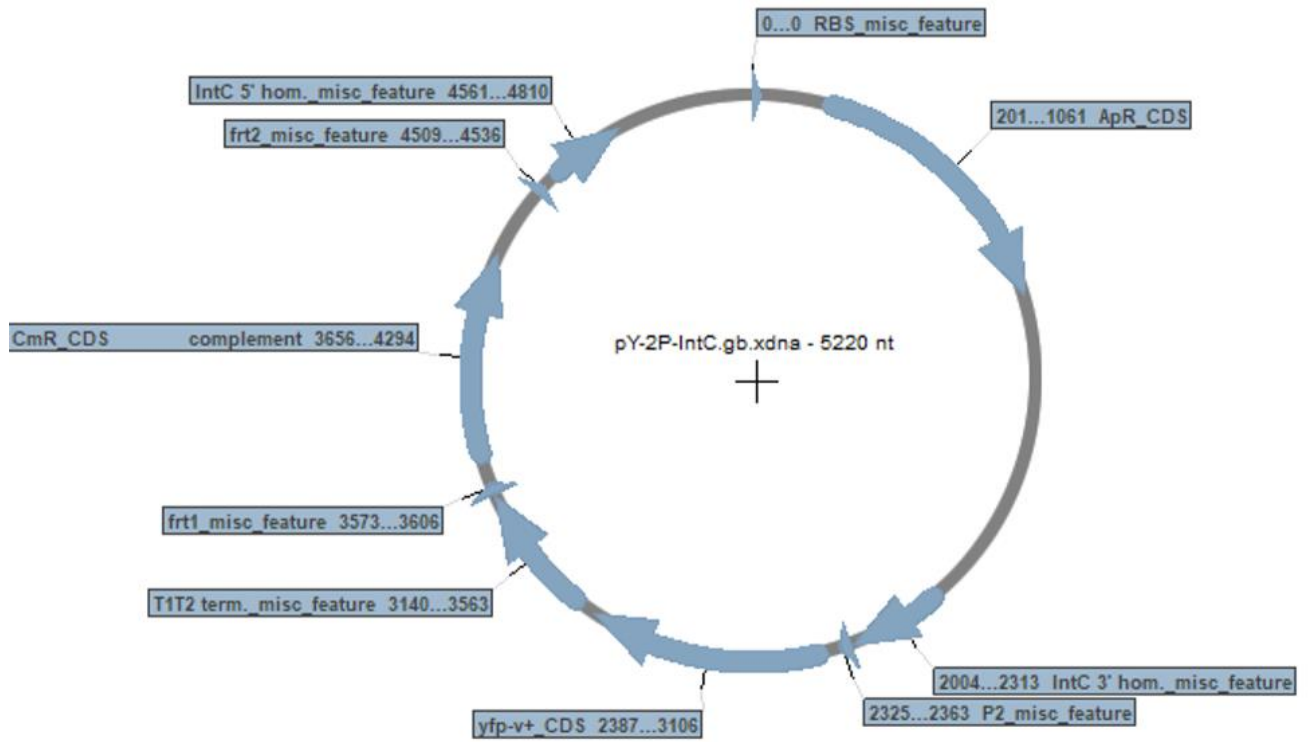 0...0 RBS_misc_feature
IntC 5' hom._misc_feature 4561...4810
201...1061 ApR_CDS
frt2_misc_feature 4509...4536
CmR_CDS complement 3656...4294
pY-2P-IntC.gb.xdna - 5220 nt
frt1_misc_feature 3573...3606
T1T2 term._misc_feature 3140...3563
2004...2313 IntC 3' hom._misc_feature
2325...2363 P2_misc_feature
yfp-v+_CDS 2387...3106